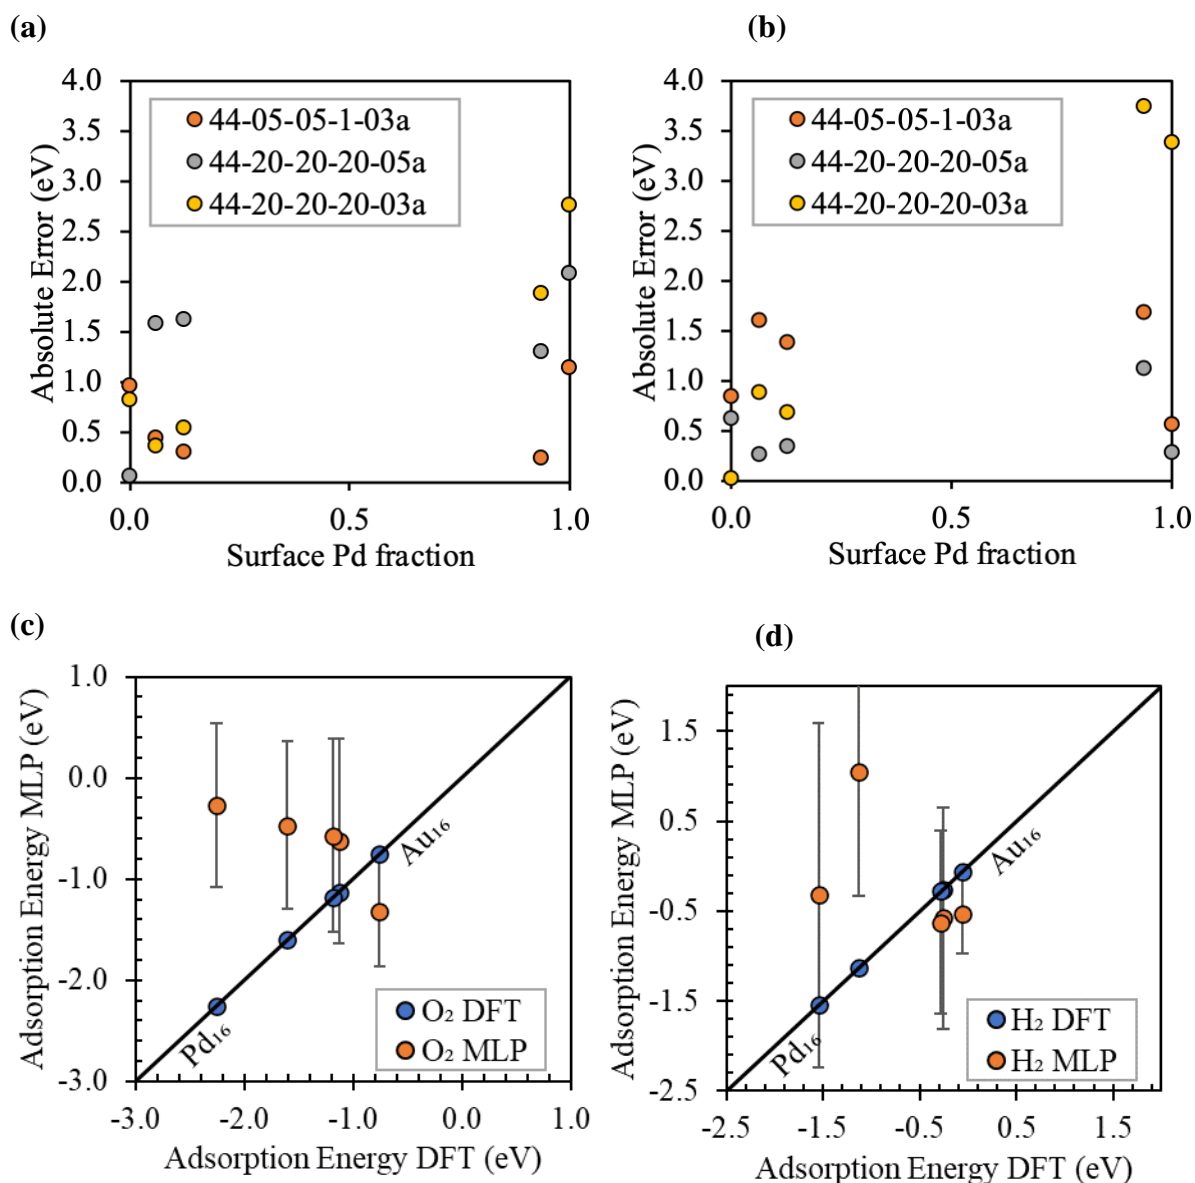 (a)
4.0
3.5
3.0
2.5
2.0
1.5
1.0
0.5
0.0
Absolute Error (eV)
44-05-05-1-03a
44-20-20-20-05a
44-20-20-20-03a
0.0 0.5 1.0
Surface Pd fraction
(b)
4.0
3.5
3.0
2.5
2.0
1.5
1.0
0.5
0.0
Absolute Error (eV)
44-05-05-1-03a
44-20-20-20-05a
44-20-20-20-03a
0.0 0.5 1.0
Surface Pd fraction
(c)
1.0
0.0
-1.0
-2.0
-3.0
Adsorption Energy MLP (eV)
Au₁₆
Pd₁₆
O₂ DFT
O₂ MLP
-3.0 -2.0 -1.0 0.0 1.0
Adsorption Energy DFT (eV)
(d)
1.5
0.5
-0.5
-1.5
-2.5
Adsorption Energy MLP (eV)
Au₁₆
Pd₁₆
H₂ DFT
H₂ MLP
-2.5 -1.5 -0.5 0.5 1.5
Adsorption Energy DFT (eV)